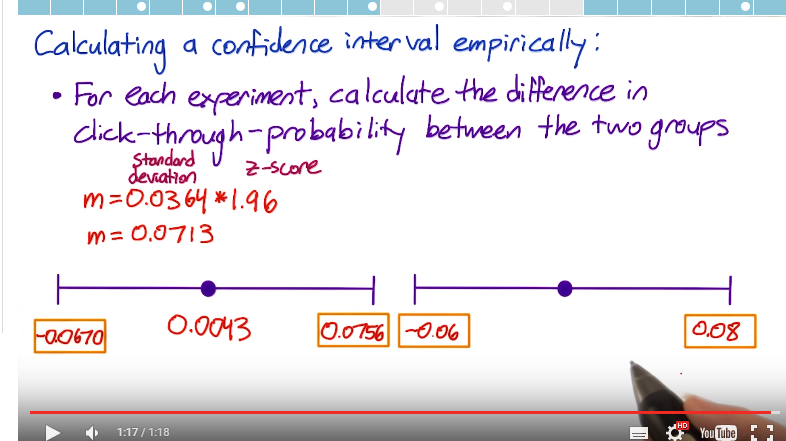 Calculating a confidence interval empirically:
• For each experiment, calculate the difference in
click-through-probability between the two groups
Standard
deviation
z-score
m=0.0364*1.96
m= 0.0713
-0.0670
0.0043
0.0756
-0.06
0.08
1:17 / 1:18
HD
YouTube